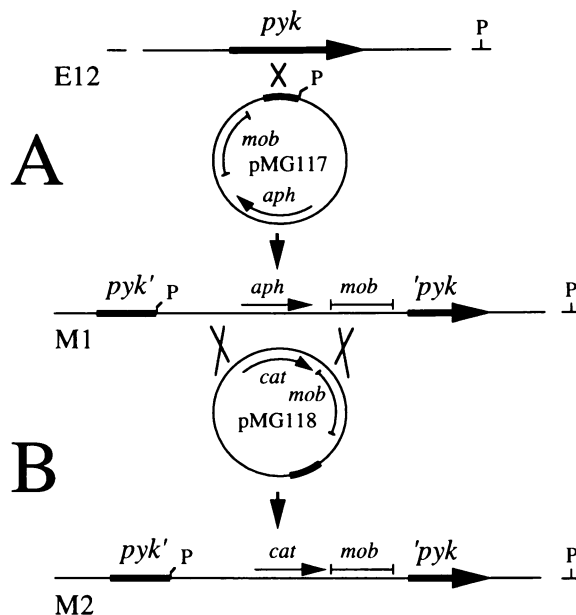 pyk
P
E12
P
A
mob
pMG117
aph
pyk'
P
aph
mob
'pyk
P
M1
cat
mob
pMG118
B
pyk'
P
cat
mob
'pyk
P
M2